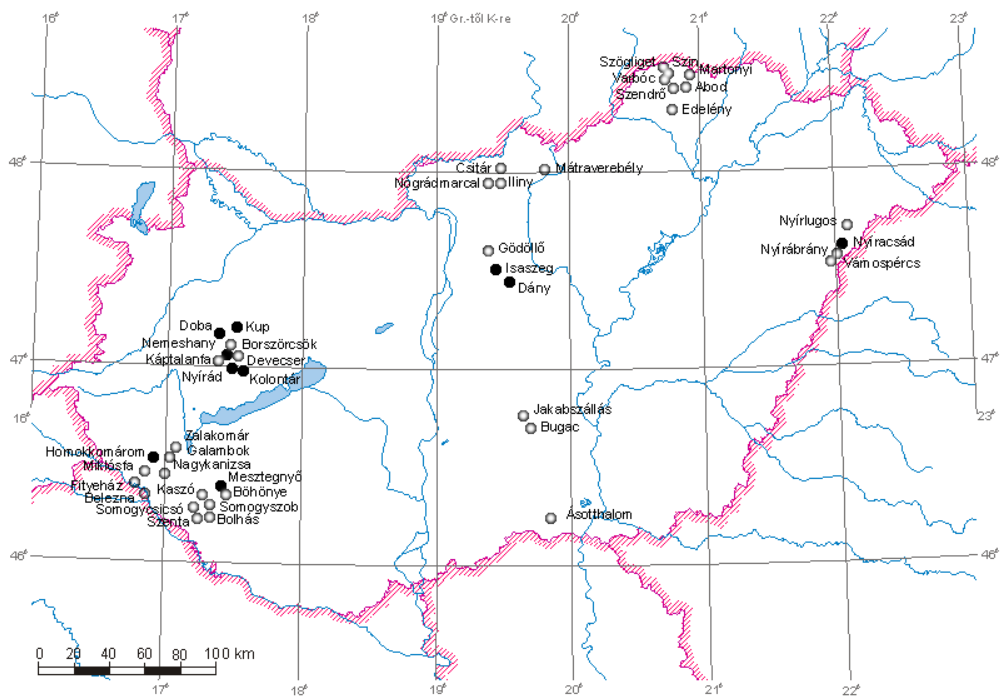 16° 17° 18° 19° Gr.-től K-re 20° 21° 22° 23°
Szögliget Szin
Martonyi
Varbóc
Szendrő Abod
Edelény
48° 48°
Csitár Mátraverebély
Nógrádmarcal Iliny
Nyírlugos
Nyíracsád
Nyírábrány
Vámospércs
Gödöllő
Isaszeg
Dány
Doba Kup
Nemeshany Borszörcsök
Káptalanfa Devecser
Nyírád Kolontár
47° 47°
16° 23°
Jakabszállás
Bugac
Zalakomár
Homokkomárom Galambok
Miklósfa Nagykanizsa
Mesztegnyő
Fityeház Kaszó Böhönye
Belezna
Somogycsicsó Somogyszob
Szenta Bolhás
Ásotthalom
46° 46°
0 20 40 60 80 100 km
17° 18° 19° 20° 21° 22°